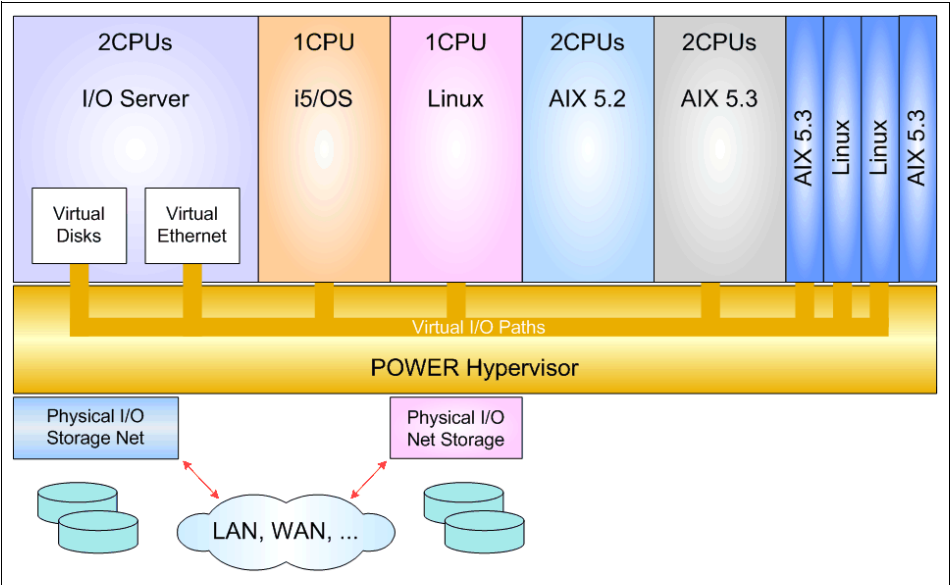 2CPUs
I/O Server
1CPU
i5/OS
1CPU
Linux
2CPUs
AIX 5.2
2CPUs
AIX 5.3
AIX 5.3
Linux
Linux
AIX 5.3
Virtual
Disks
Virtual
Ethernet
Virtual I/O Paths
POWER Hypervisor
Physical I/O
Storage Net
Physical I/O
Net Storage
LAN, WAN, ...